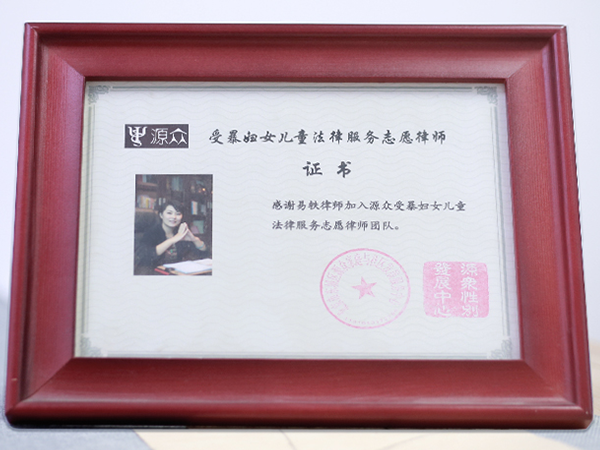 源众
受暴妇女儿童法律服务志愿律师
证书
感谢易轶律师加入源众受暴妇女儿童
法律服务志愿律师团队。
源衆性别
發展中心